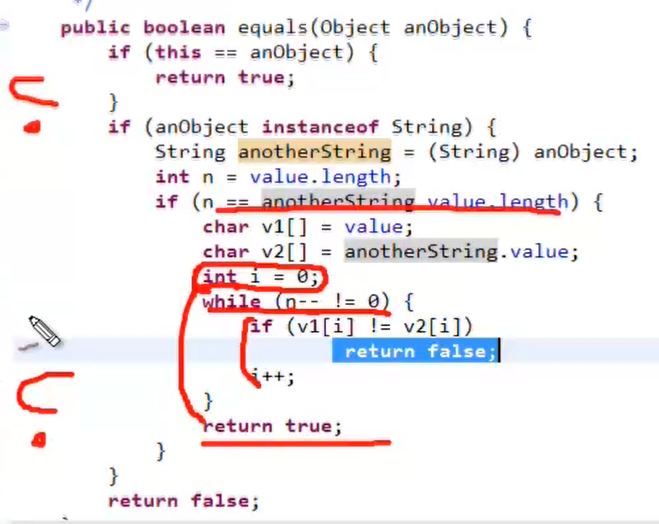 */
public boolean equals(Object anObject) {
if (this == anObject) {
return true;
}
if (anObject instanceof String) {
String anotherString = (String) anObject;
int n = value.length;
if (n == anotherString.value.length) {
char v1[] = value;
char v2[] = anotherString.value;
int i = 0;
while (n-- != 0) {
if (v1[i] != v2[i])
return false;
i++;
}
return true;
}
}
return false;